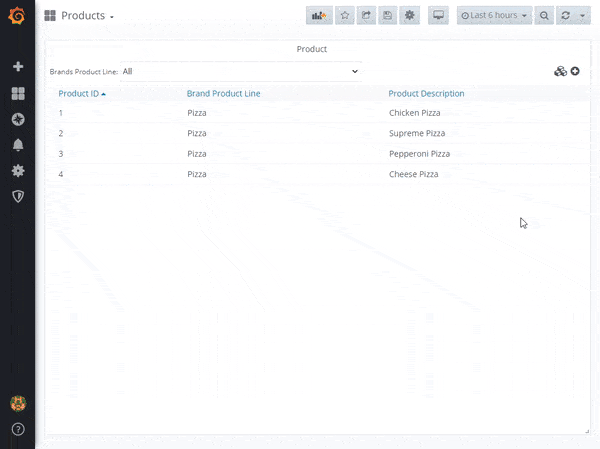 Products
Last 6 hours
Product
Brands Product Line: All
Product ID Brand Product Line Product Description
1 Pizza Chicken Pizza
2 Pizza Supreme Pizza
3 Pizza Pepperoni Pizza
4 Pizza Cheese Pizza